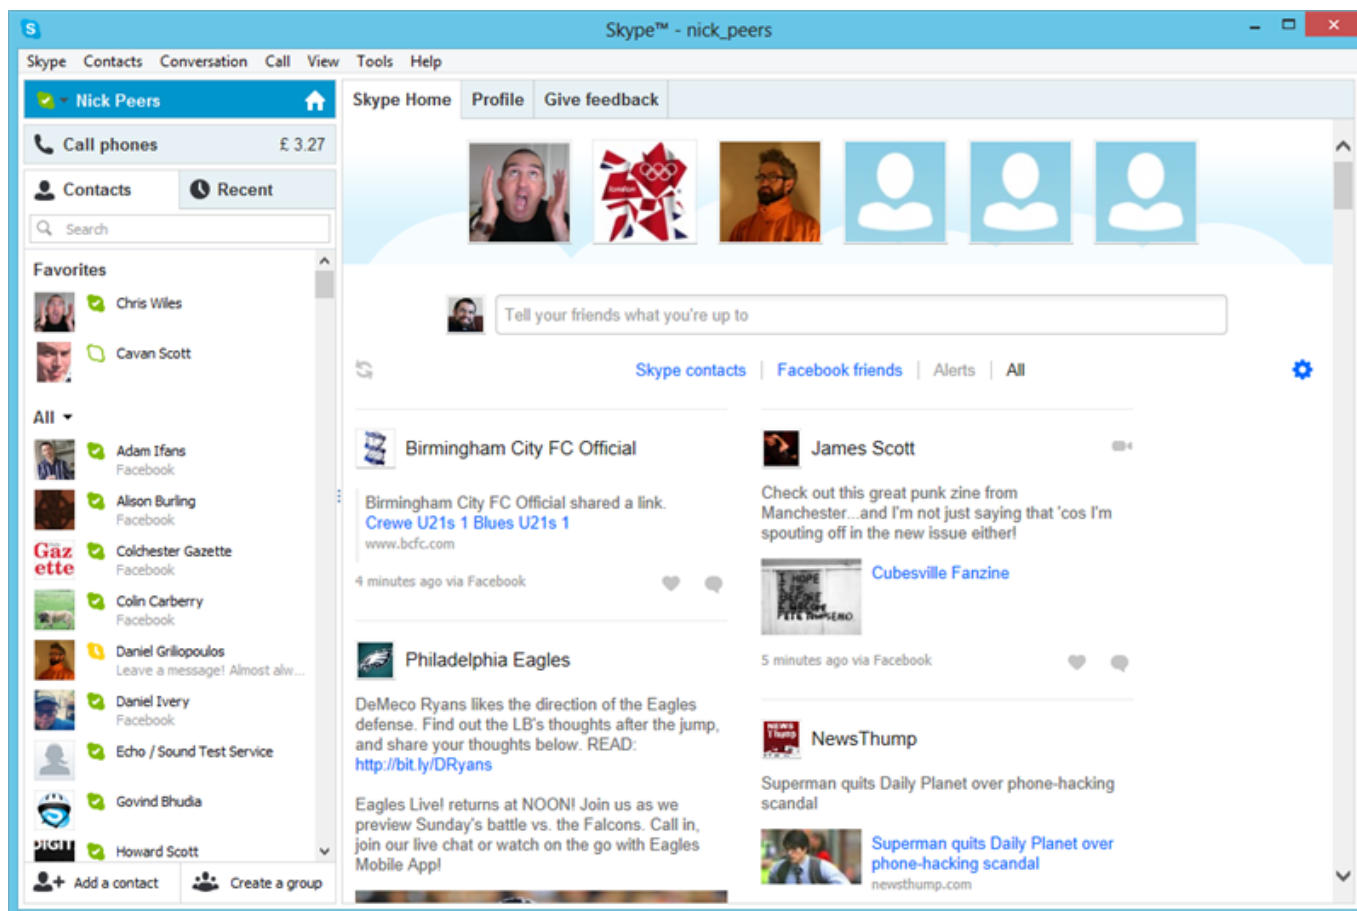 Skype™ - nick_peers
Skype Contacts Conversation Call View Tools Help
Nick Peers
Call phones £ 3.27
Contacts Recent
Search
Favorites
Chris Wiles
Cavan Scott
All
Adam Ifans
Facebook
Alison Burling
Facebook
Gaz
ette
Colchester Gazette
Facebook
Colin Carberry
Facebook
Daniel Griliopoulos
Leave a message! Almost alw...
Daniel Ivery
Facebook
Echo / Sound Test Service
Govind Bhudia
DIGIT
Howard Scott
Add a contact Create a group
Skype Home Profile Give feedback
london
Tell your friends what you're up to
Skype contacts | Facebook friends | Alerts | All
Birmingham City FC Official
Birmingham City FC Official shared a link.
Crewe U21s 1 Blues U21s 1
www.bcfc.com
4 minutes ago via Facebook
Philadelphia Eagles
DeMeco Ryans likes the direction of the Eagles
defense. Find out the LB's thoughts after the jump,
and share your thoughts below. READ:
http://bit.ly/DRyans
Eagles Live! returns at NOON! Join us as we
preview Sunday's battle vs. the Falcons. Call in,
join our live chat or watch on the go with Eagles
Mobile App!
James Scott
Check out this great punk zine from
Manchester...and I'm not just saying that 'cos I'm
spouting off in the new issue either!
I HOPE
I
BEFORE
I
PETE
Cubesville Fanzine
5 minutes ago via Facebook
NEWS
Thump
NewsThump
Superman quits Daily Planet over phone-hacking
scandal
Superman quits Daily Planet over
phone-hacking scandal
newsthump.com